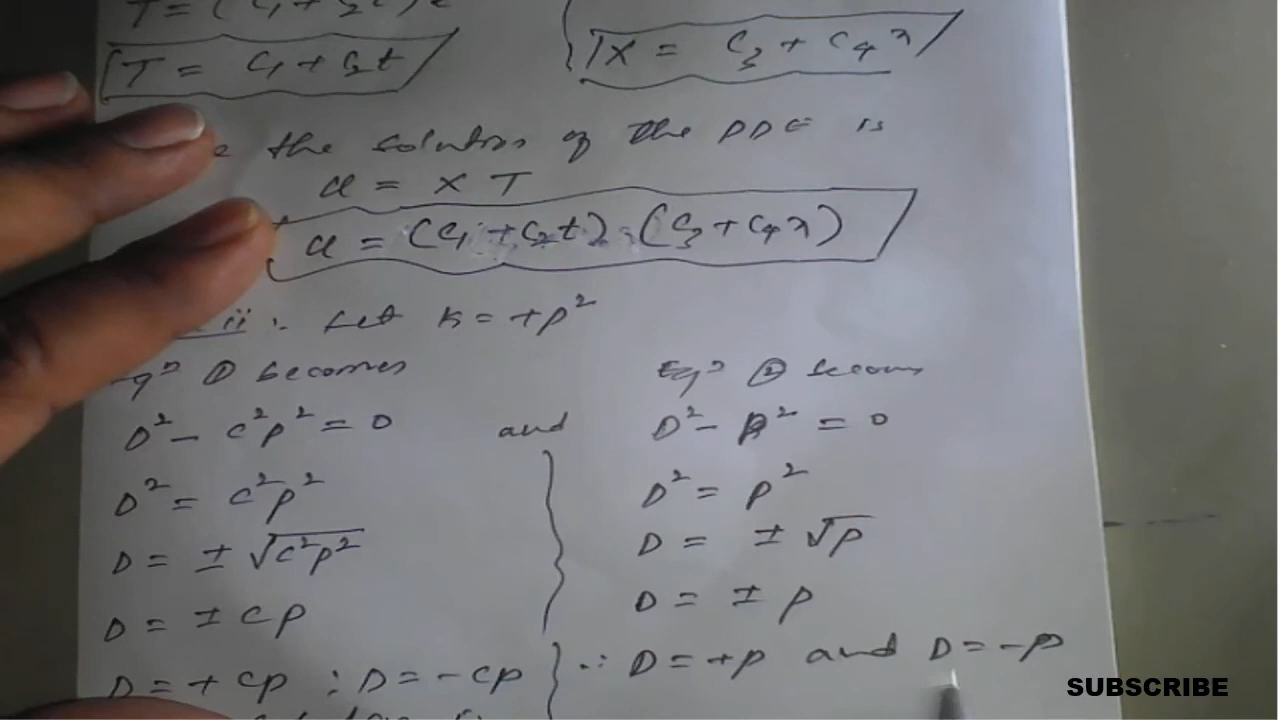 T = C₁ + C₂t
X = C₃ + C₄x
the solution of the PDE is
u = X T
u = (C₁ + C₂t) . (C₃ + C₄x)
ii :. Let K = +p²
Eqⁿ ① becomes
Eqⁿ ② becomes
D² - c²p² = 0 and D² - p² = 0
D² = c²p²
D² = p²
D = ± √c²p²
D = ± √p
D = ± cp
D = ± p
D = + cp : D = - cp
∴ D = +p and D = -p
SUBSCRIBE